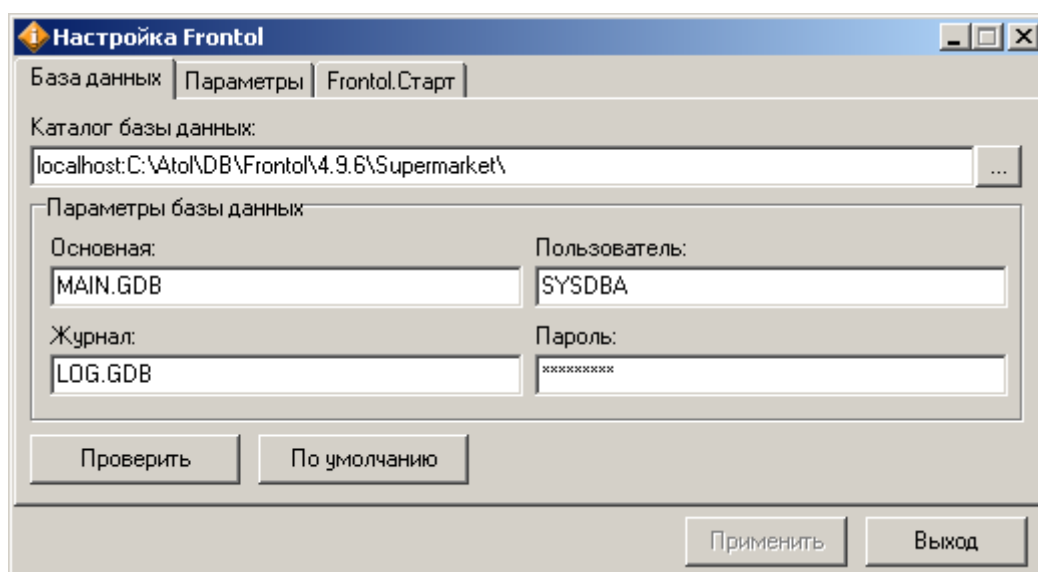 Настройка Frontol
База данных Параметры Frontol.Старт
Каталог базы данных:
localhost:C:\Atol\DB\Frontol\4.9.6\Supermarket\ ...
Параметры базы данных
Основная: Пользователь:
MAIN.GDB SYSDBA
Журнал: Пароль:
LOG.GDB *********
Проверить По умолчанию
Применить Выход